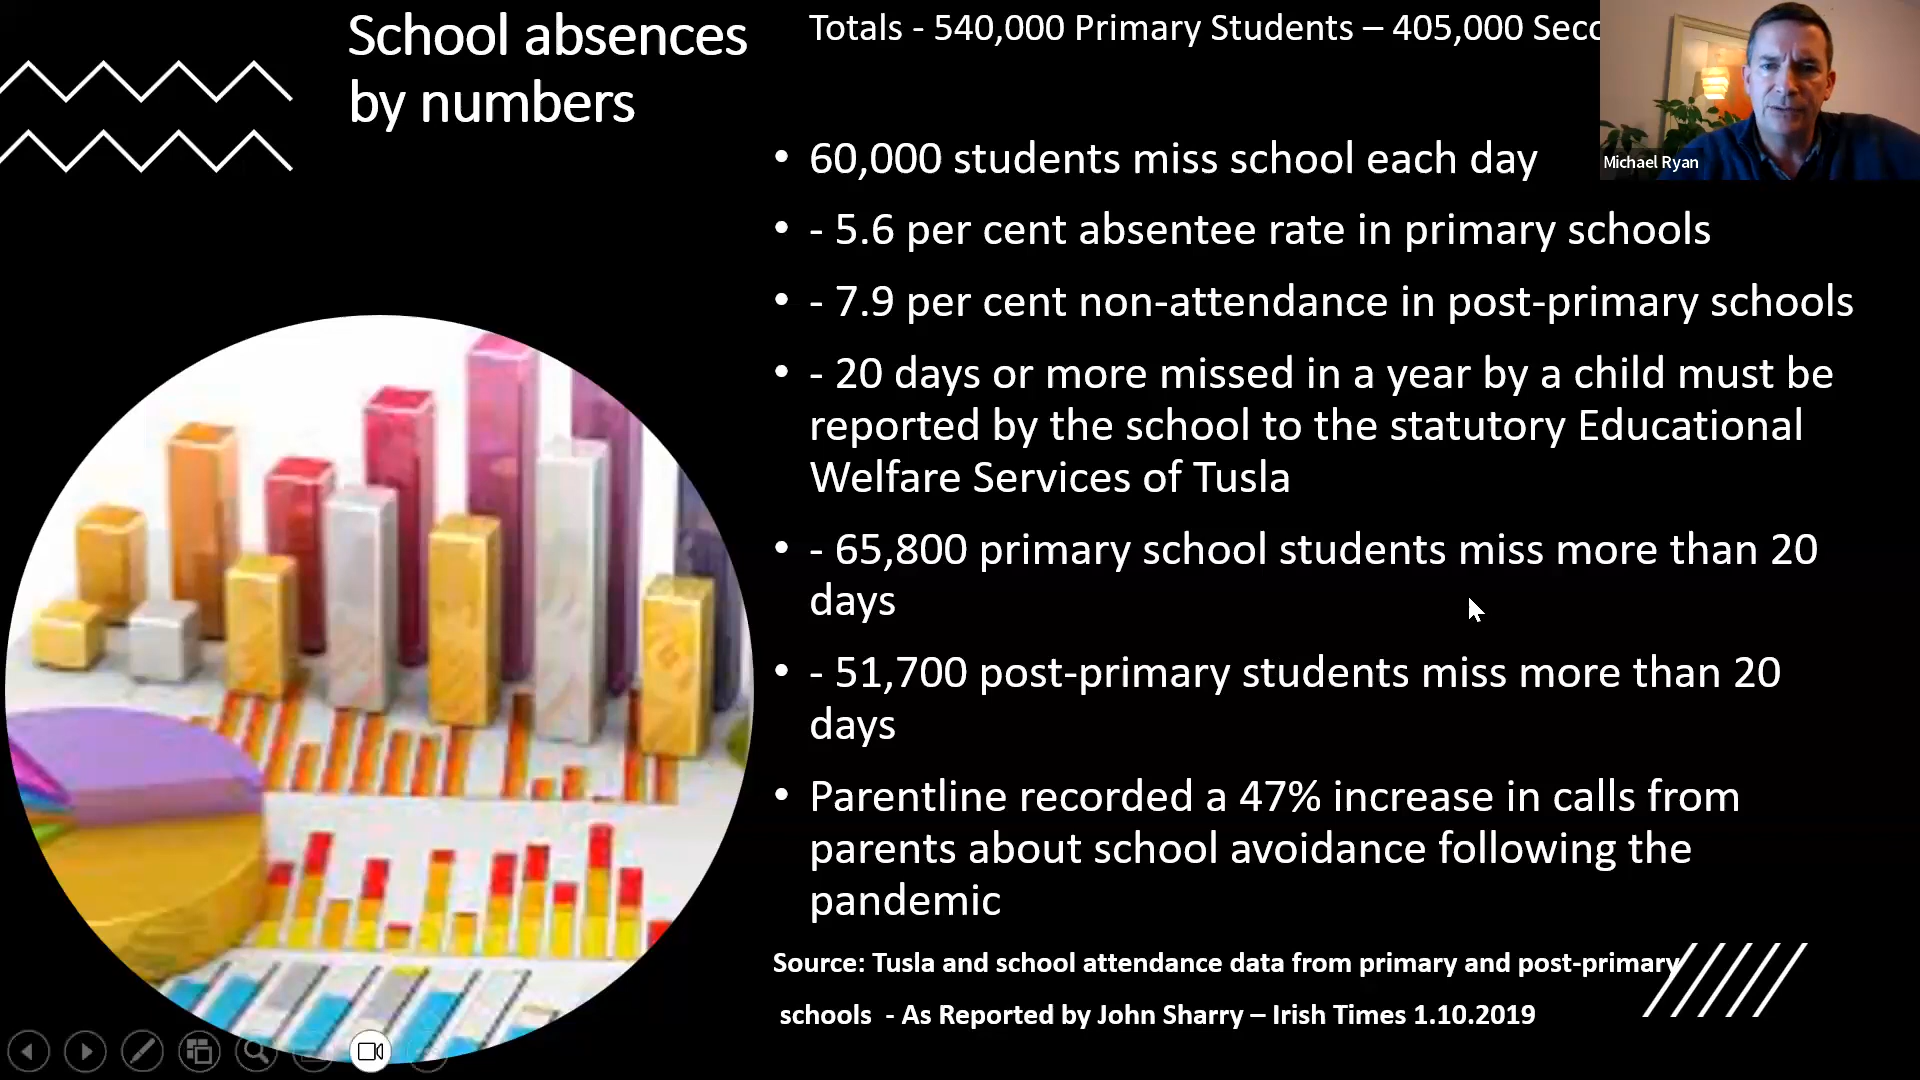 School absences
by numbers
Totals - 540,000 Primary Students – 405,000
Michael Ryan
• 60,000 students miss school each day
• - 5.6 per cent absentee rate in primary schools
• - 7.9 per cent non-attendance in post-primary schools
• - 20 days or more missed in a year by a child must be
reported by the school to the statutory Educational
Welfare Services of Tusla
• - 65,800 primary school students miss more than 20
days
• - 51,700 post-primary students miss more than 20
days
• Parentline recorded a 47% increase in calls from
parents about school avoidance following the
pandemic
Source: Tusla and school attendance data from primary and post-primary
schools - As Reported by John Sharry – Irish Times 1.10.2019